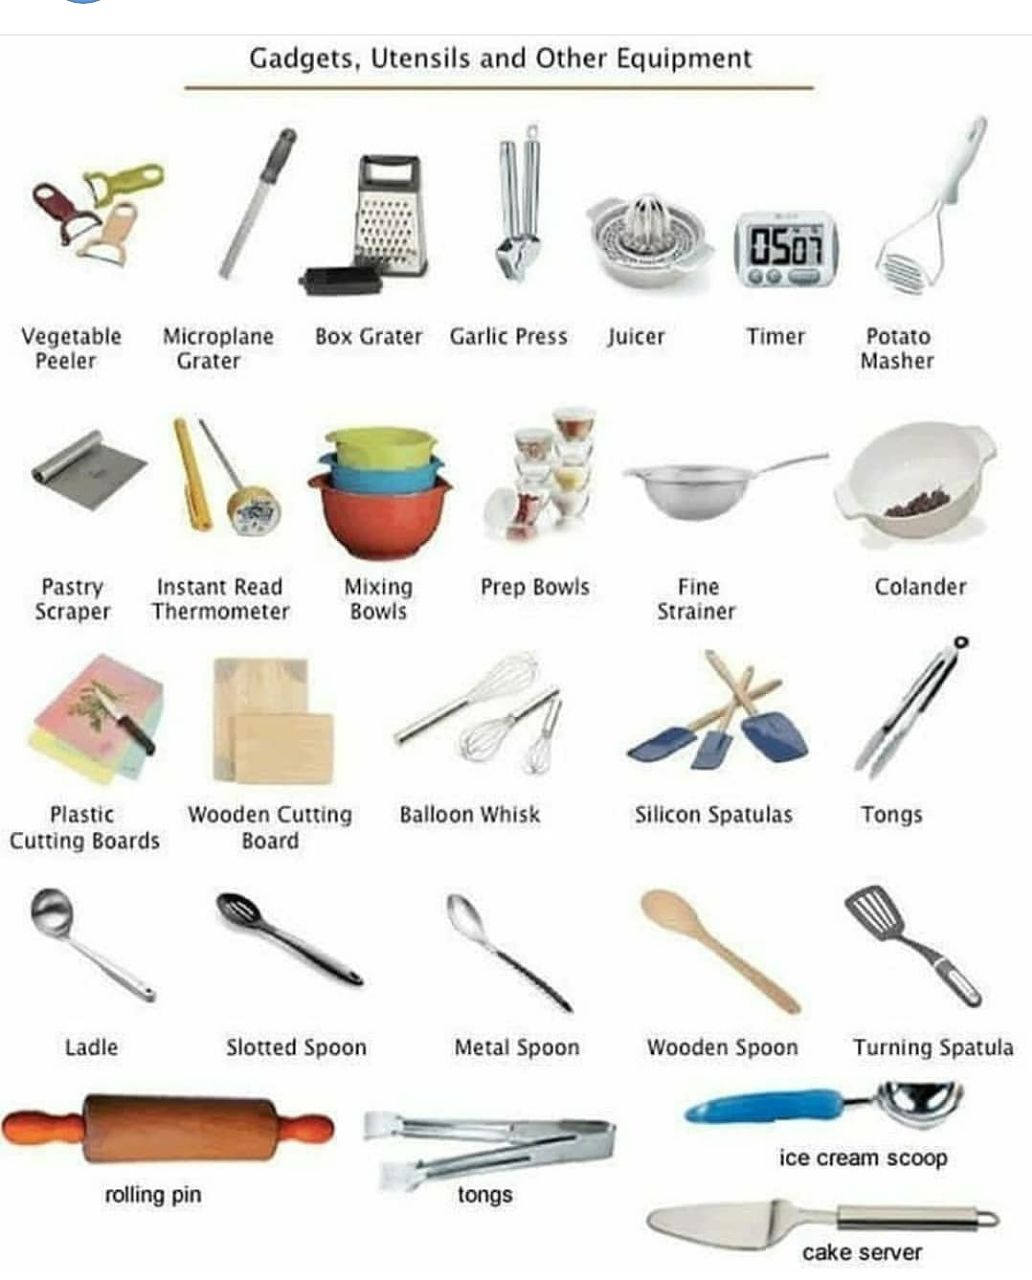 Gadgets, Utensils and Other Equipment
0507
Vegetable
Peeler
Microplane
Grater
Box Grater
Garlic Press
Juicer
Timer
Potato
Masher
Pastry
Scraper
Instant Read
Thermometer
Mixing
Bowls
Prep Bowls
Fine
Strainer
Colander
Plastic
Cutting Boards
Wooden Cutting
Board
Balloon Whisk
Silicon Spatulas
Tongs
Ladle
Slotted Spoon
Metal Spoon
Wooden Spoon
Turning Spatula
rolling pin
tongs
ice cream scoop
cake server